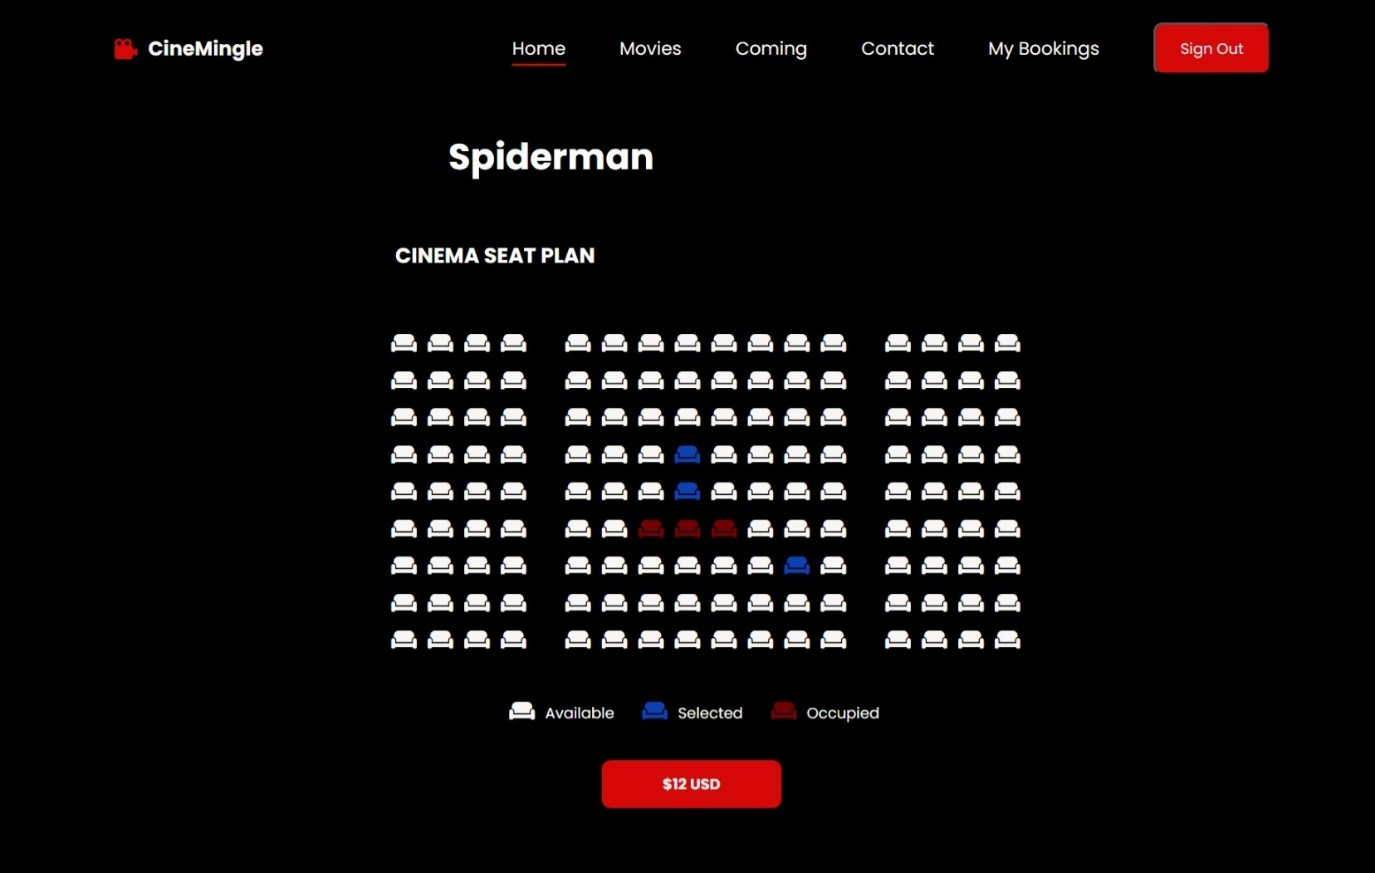 CineMingle
Home Movies Coming Contact My Bookings Sign Out
Spiderman
CINEMA SEAT PLAN
Available Selected Occupied
$12 USD